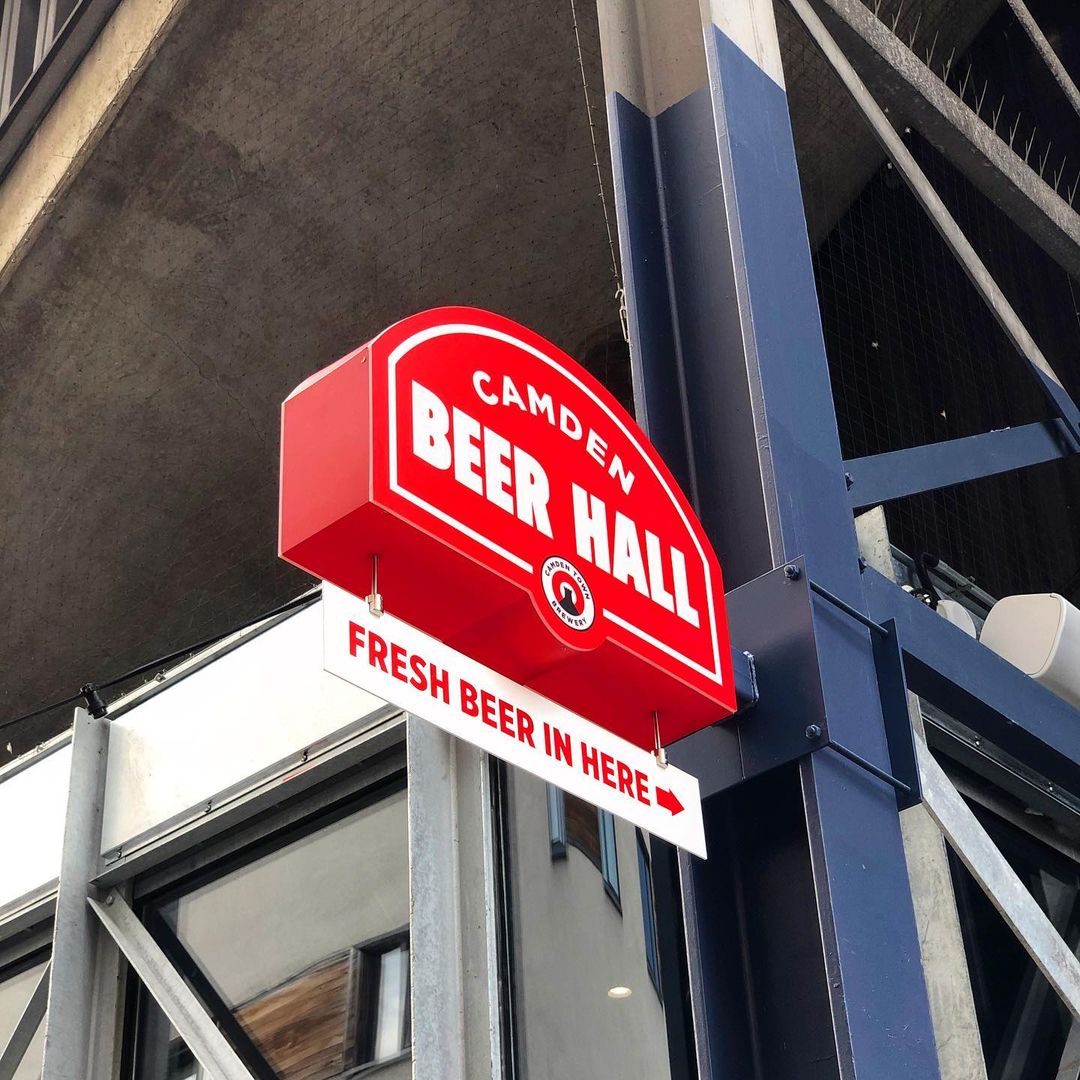 CAMDEN
BEER HALL
CAMDEN TOWN
BREWERY
FRESH BEER IN HERE